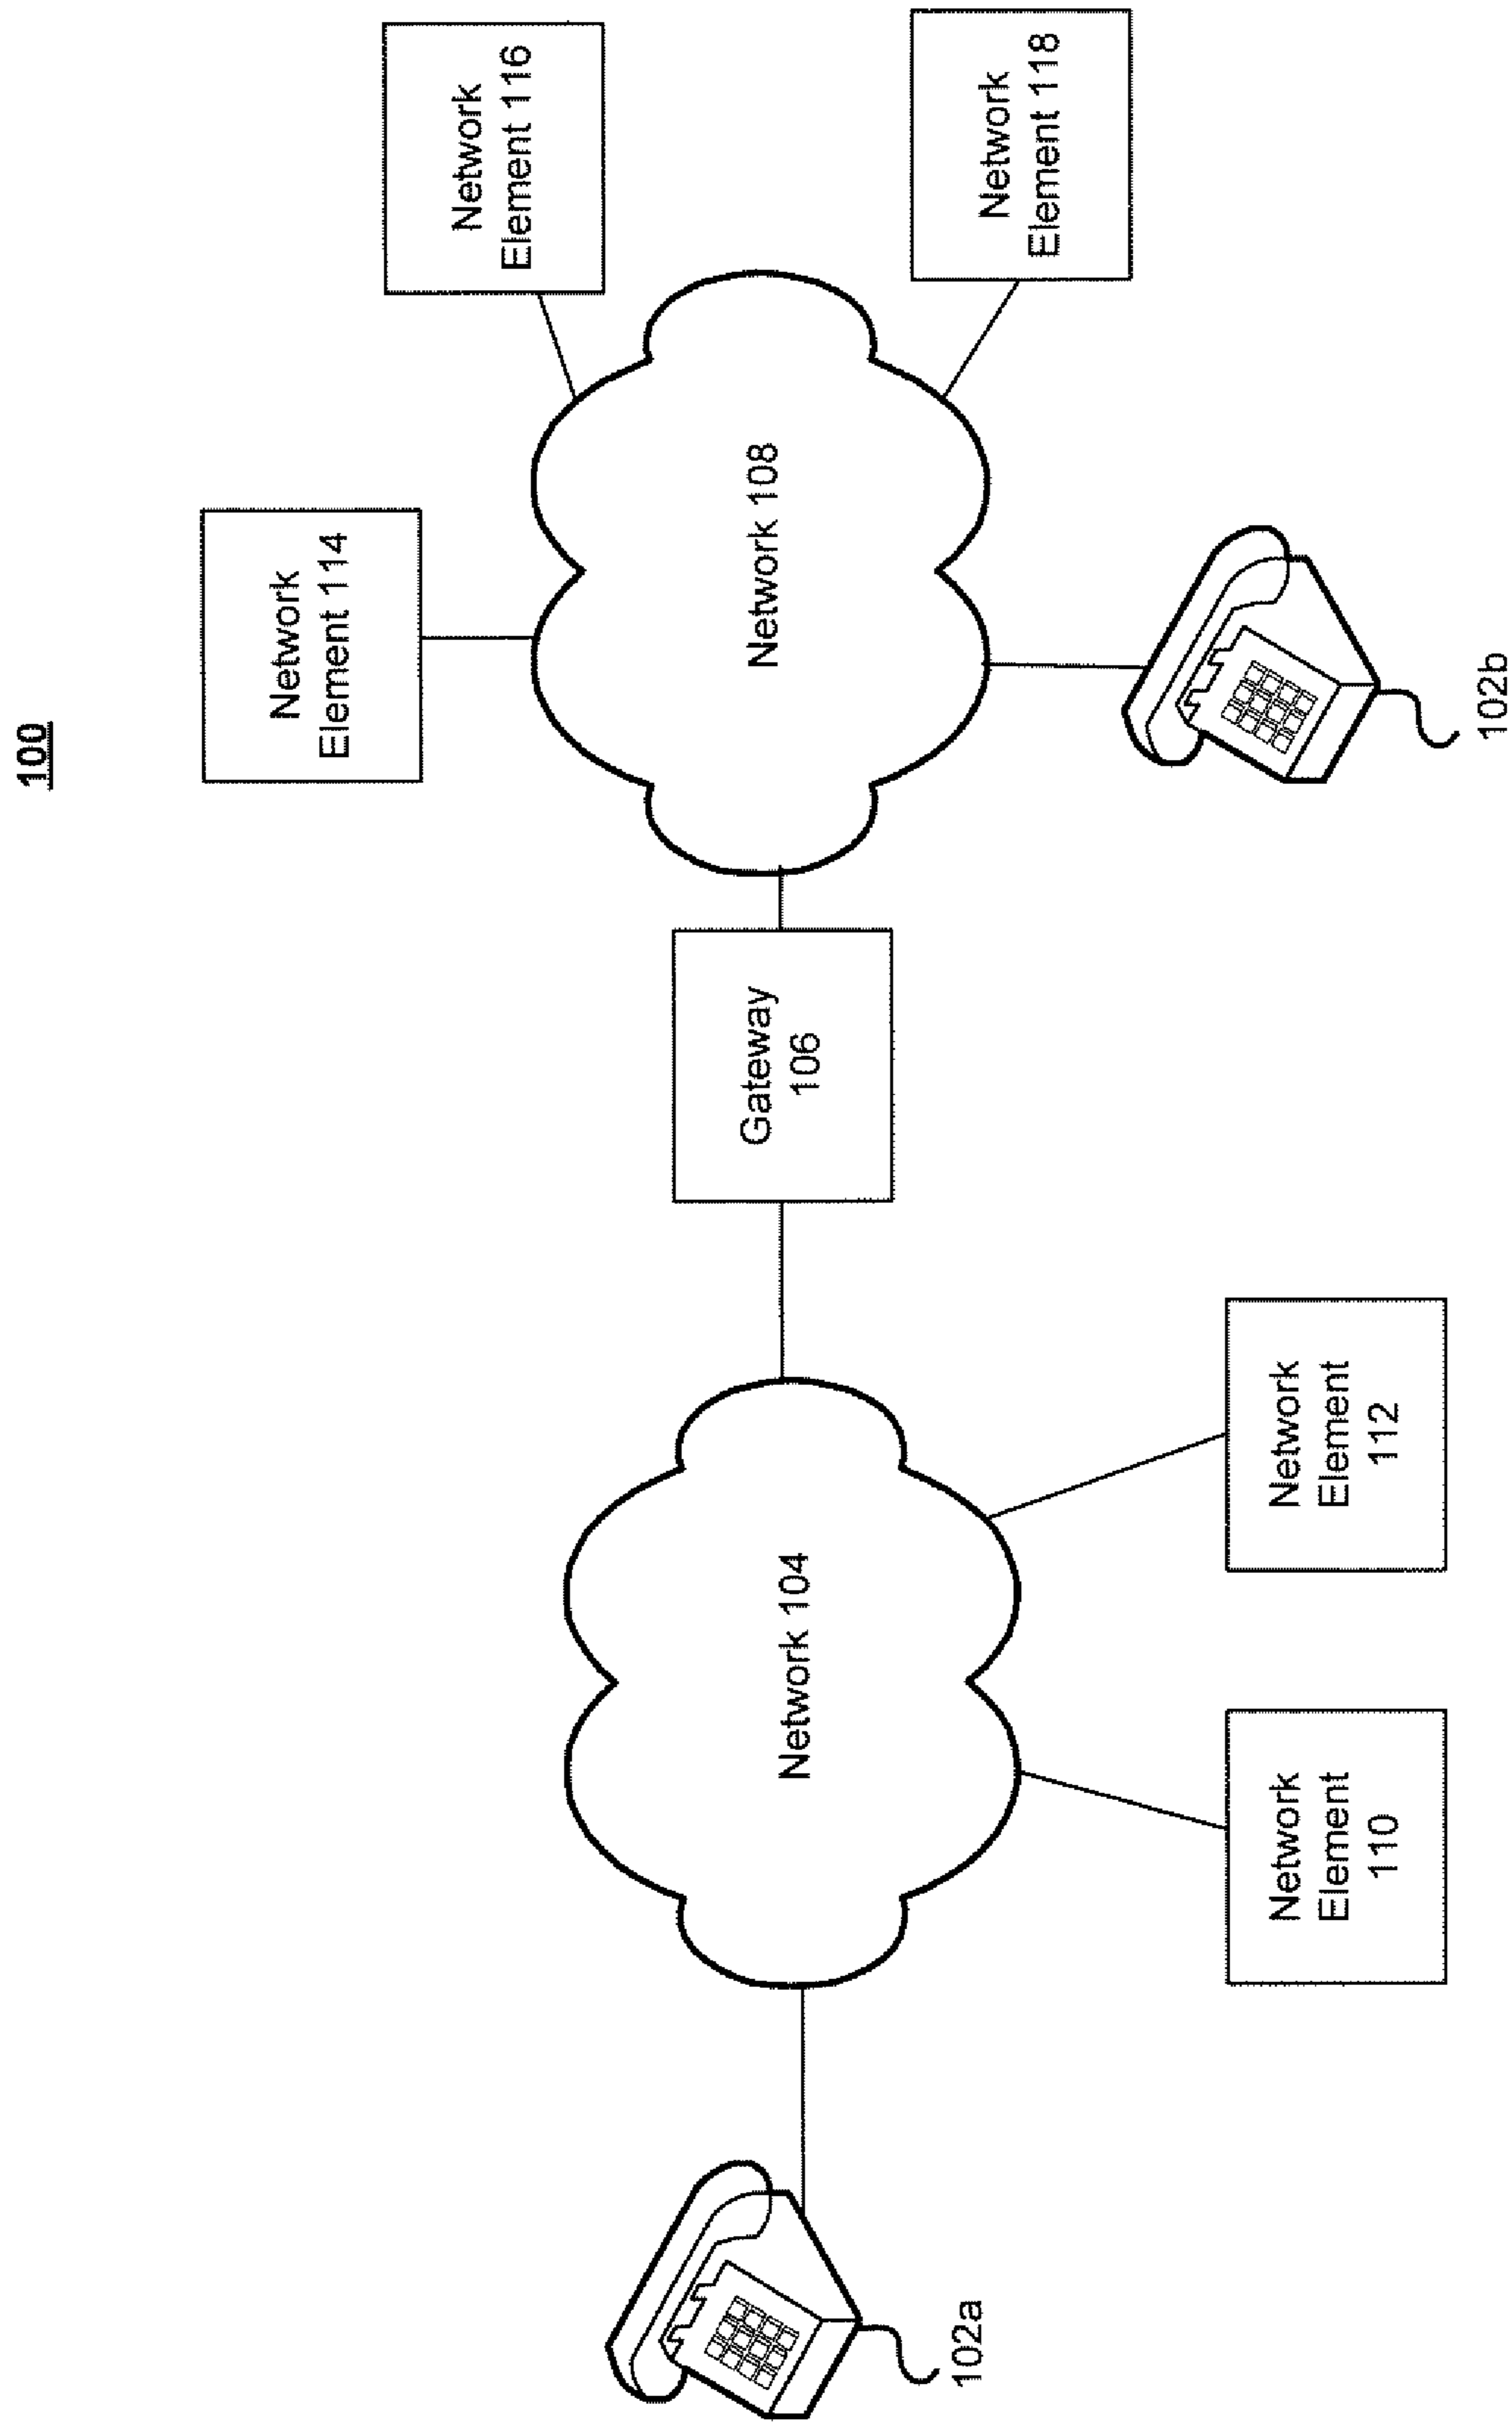 100
Network
Element 114
Network
Element 116
Network 108
Network
Element 118
102b
Gateway
106
Network 104
Network
Element
112
Network
Element
110
102a